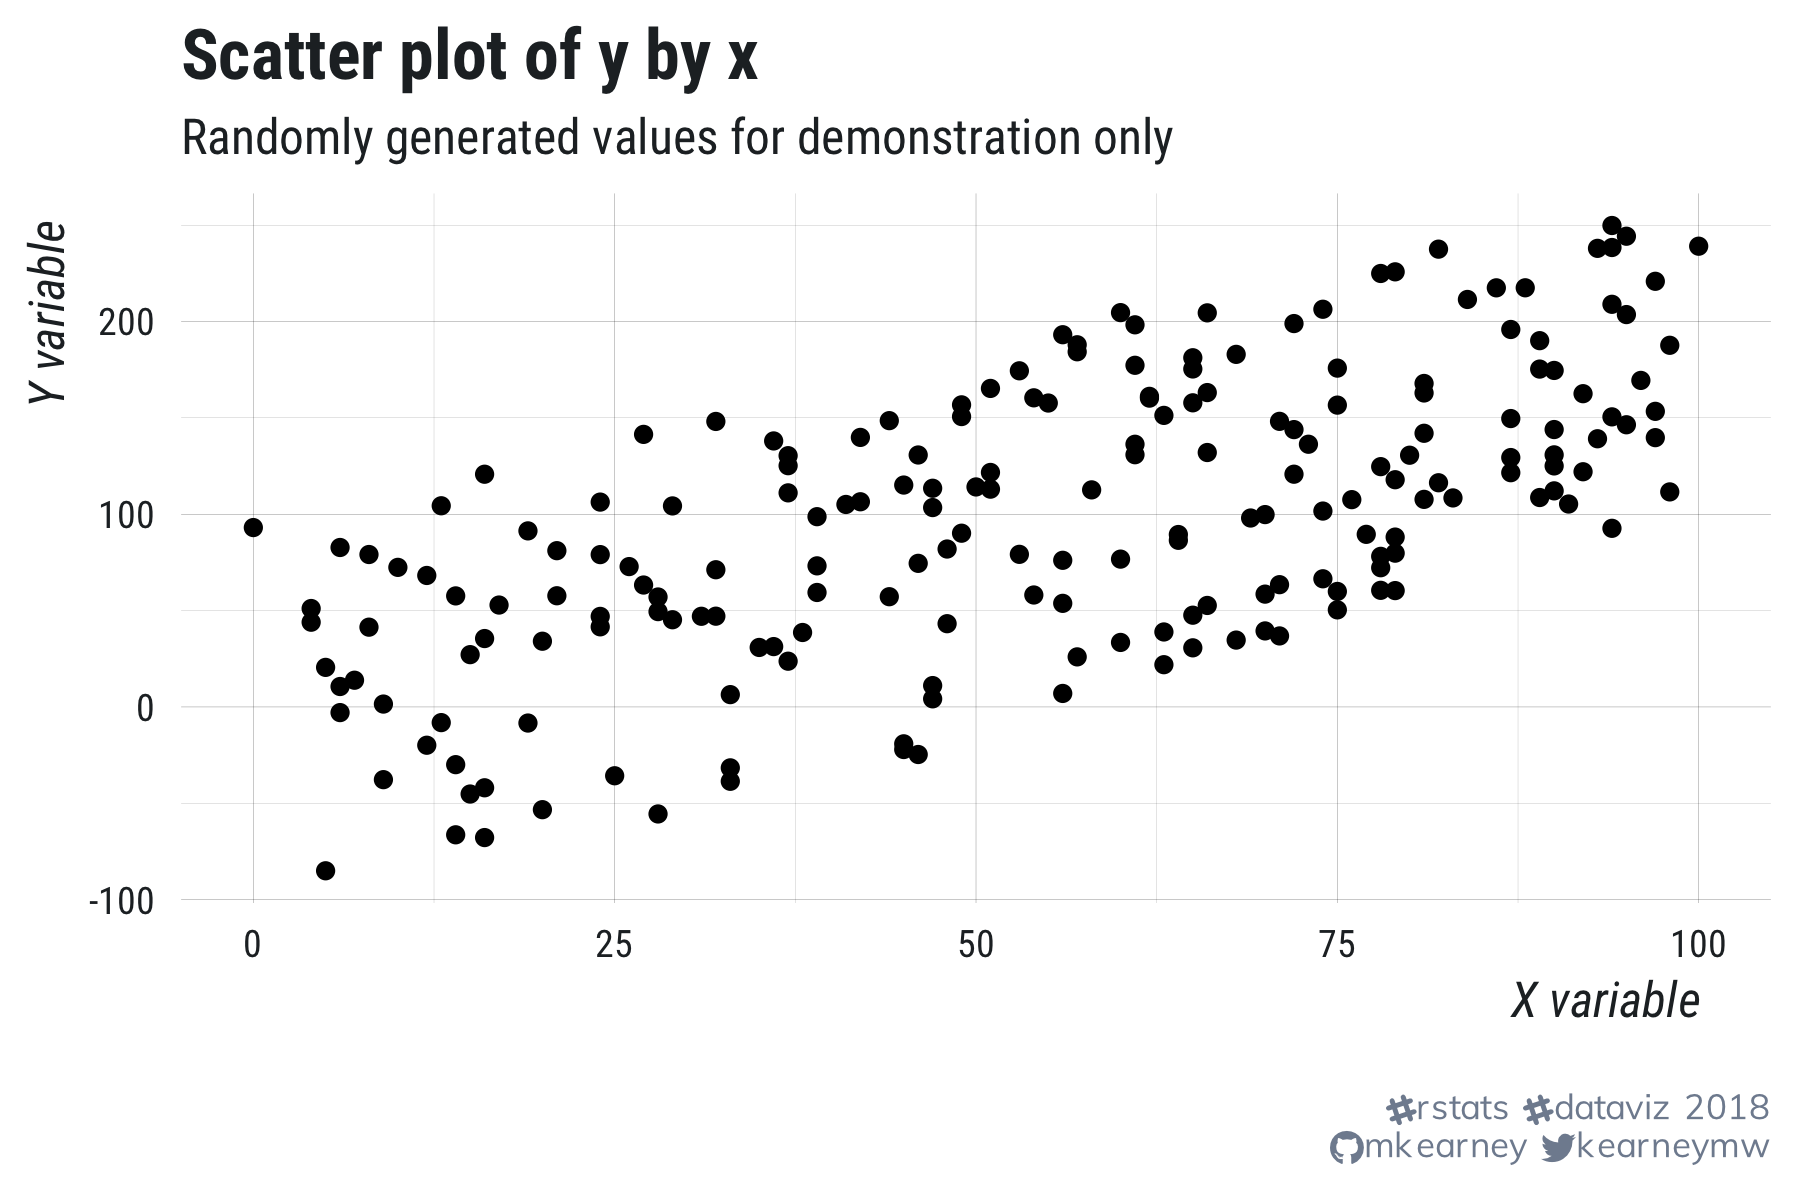 Scatter plot of y by x
Randomly generated values for demonstration only
Y variable
200
100
0
-100
0 25 50 75 100
X variable
#rstats #dataviz 2018
mkearney kearneymw